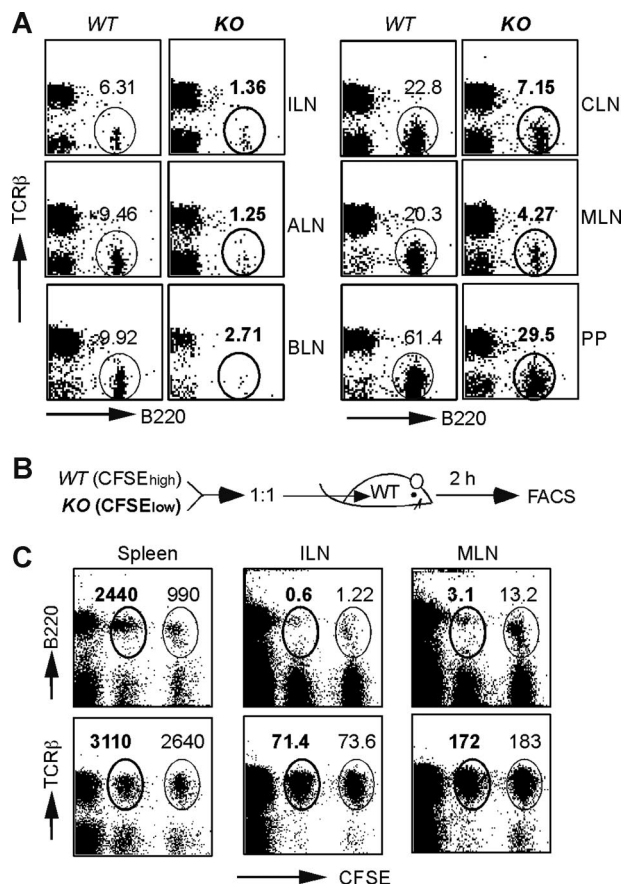 A
WT KO WT KO
6.31 1.36 ILN 22.8 7.15 CLN
9.46 1.25 ALN 20.3 4.27 MLN
9.92 2.71 BLN 61.4 29.5 PP
TCRβ
B220 B220
B
WT (CFSEhigh)
KO (CFSElow)
1:1 WT 2 h FACS
C
Spleen ILN MLN
2440 990 0.6 1.22 3.1 13.2
B220
3110 2640 71.4 73.6 172 183
TCRβ
CFSE